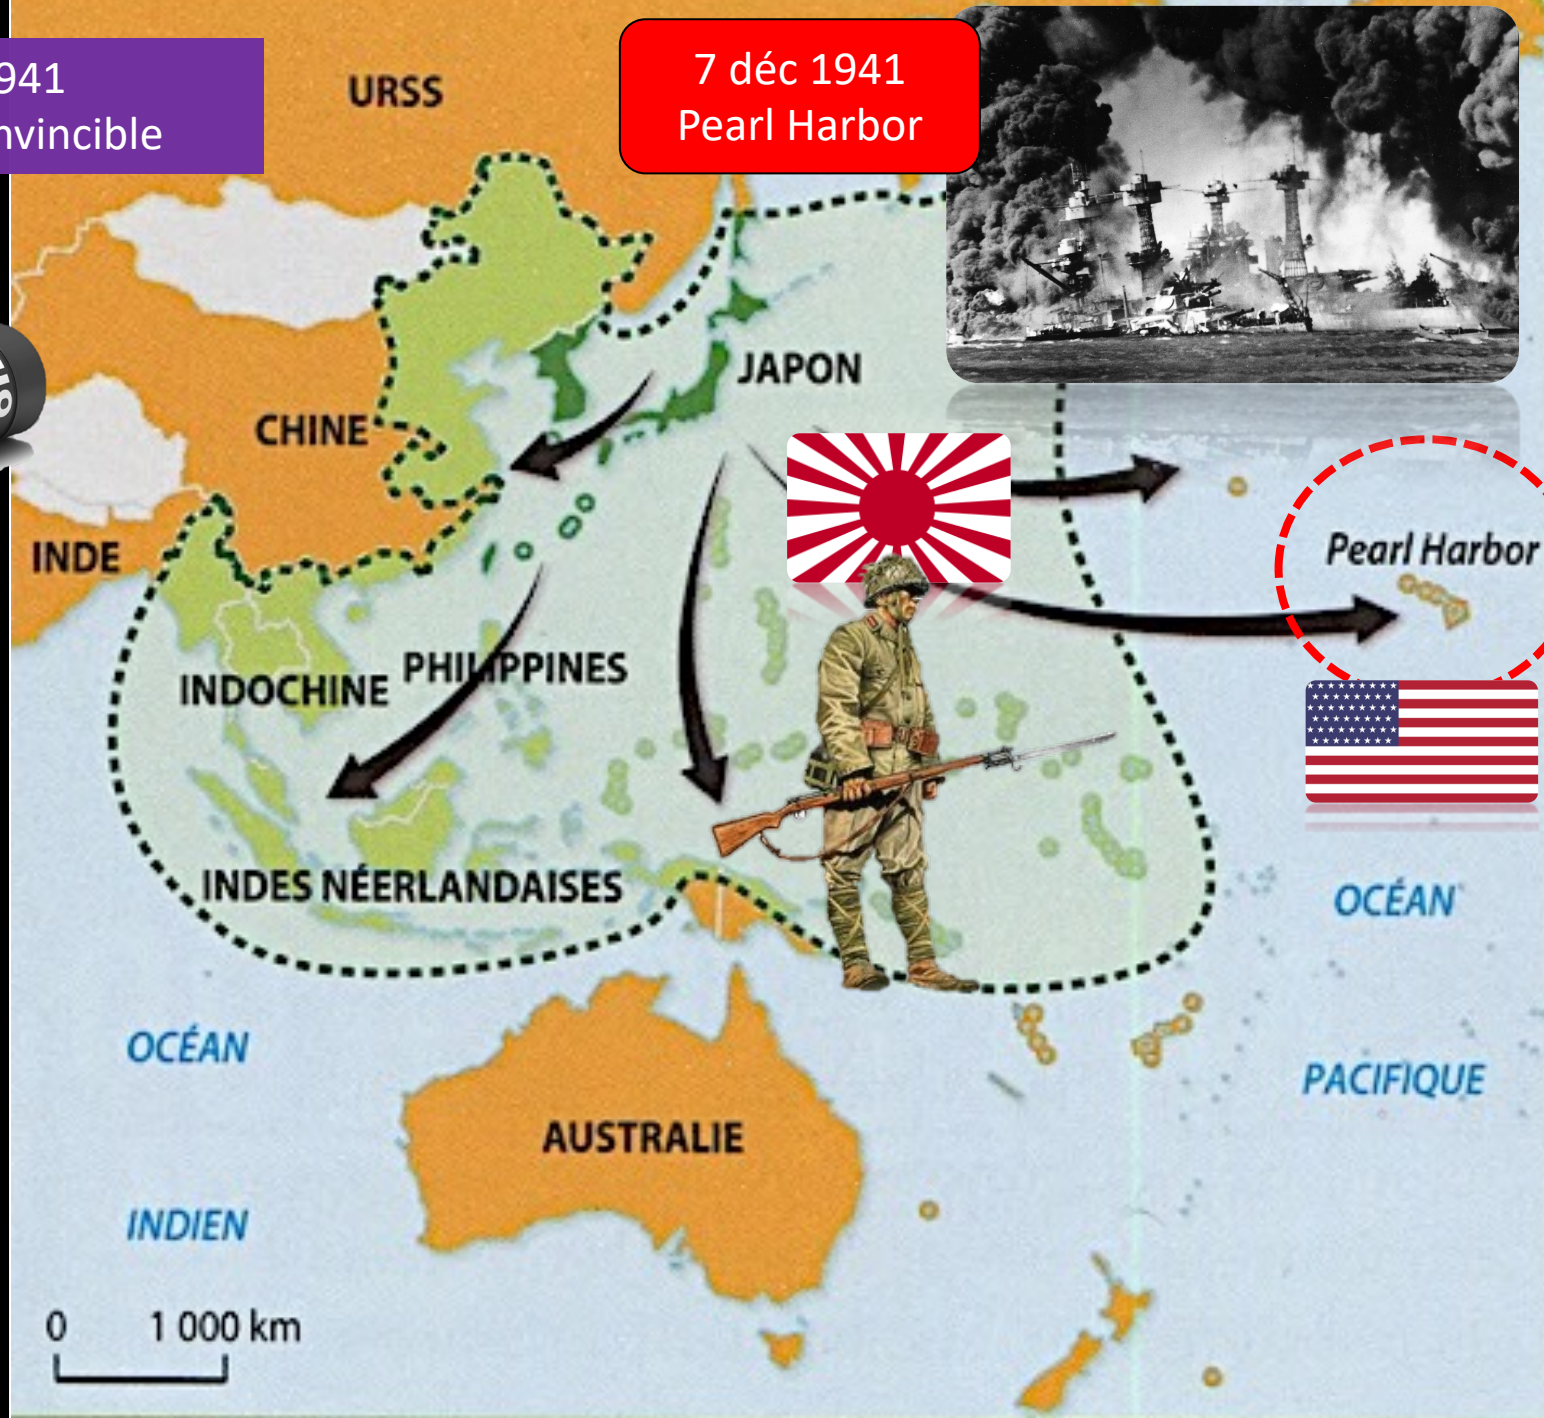 941
nvincible
7 déc 1941
Pearl Harbor
URSS
JAPON
CHINE
INDE
Pearl Harbor
PHILIPPINES
INDOCHINE
INDES NÉERLANDAISES
OCÉAN
PACIFIQUE
OCÉAN
INDIEN
AUSTRALIE
0 1 000 km